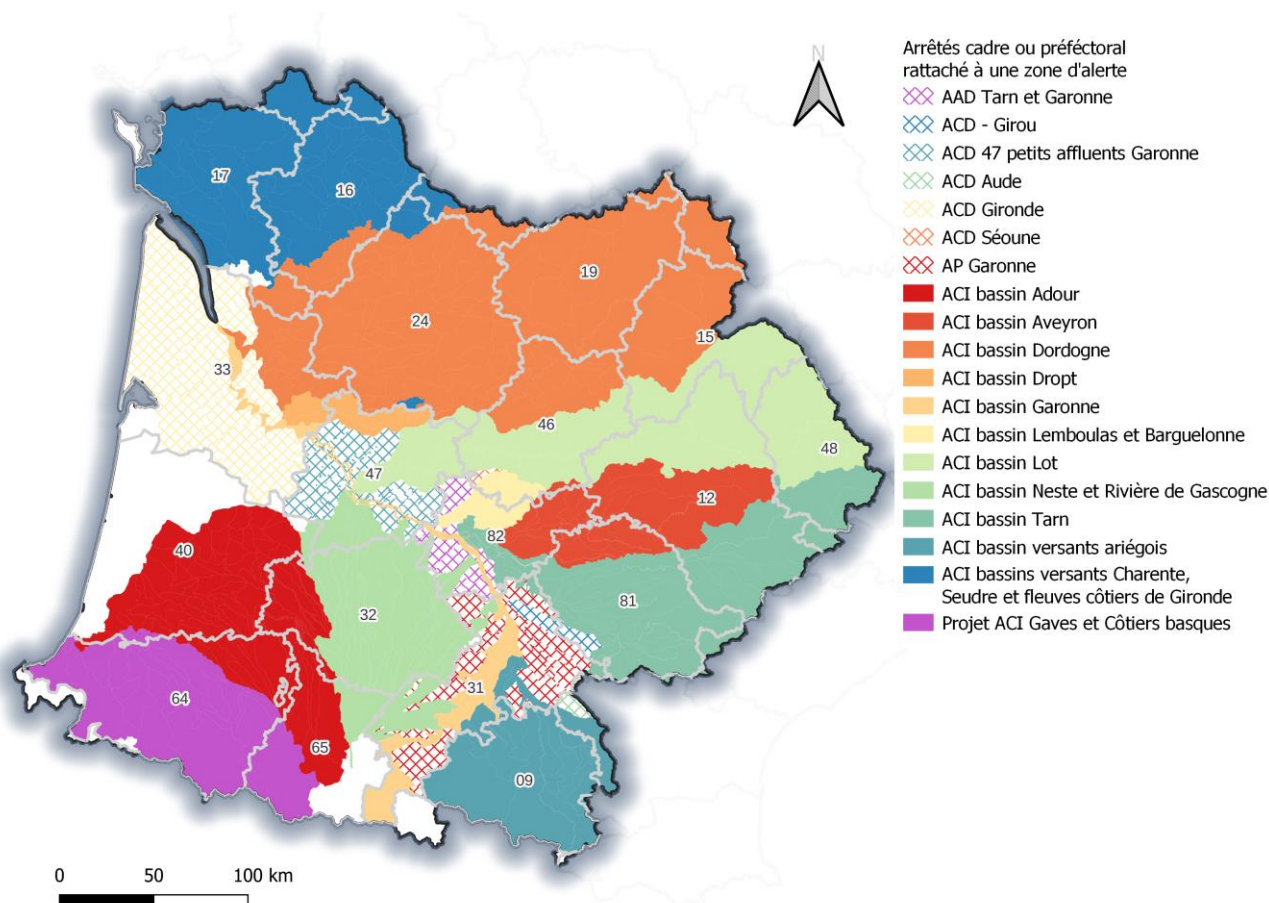 Arrêtés cadre ou préféctoral
rattaché à une zone d'alerte
AAD Tarn et Garonne
ACD - Girou
ACD 47 petits affluents Garonne
ACD Aude
ACD Gironde
ACD Séoune
AP Garonne
ACI bassin Adour
ACI bassin Aveyron
ACI bassin Dordogne
ACI bassin Dropt
ACI bassin Garonne
ACI bassin Lemboulas et Barguelonne
ACI bassin Lot
ACI bassin Neste et Rivière de Gascogne
ACI bassin Tarn
ACI bassin versants ariégois
ACI bassins versants Charente,
Seudre et fleuves côtiers de Gironde
Projet ACI Gaves et Côtiers basques
N
17
16
19
24
15
33
46
48
47
12
82
40
81
32
31
64
65
09
0 50 100 km